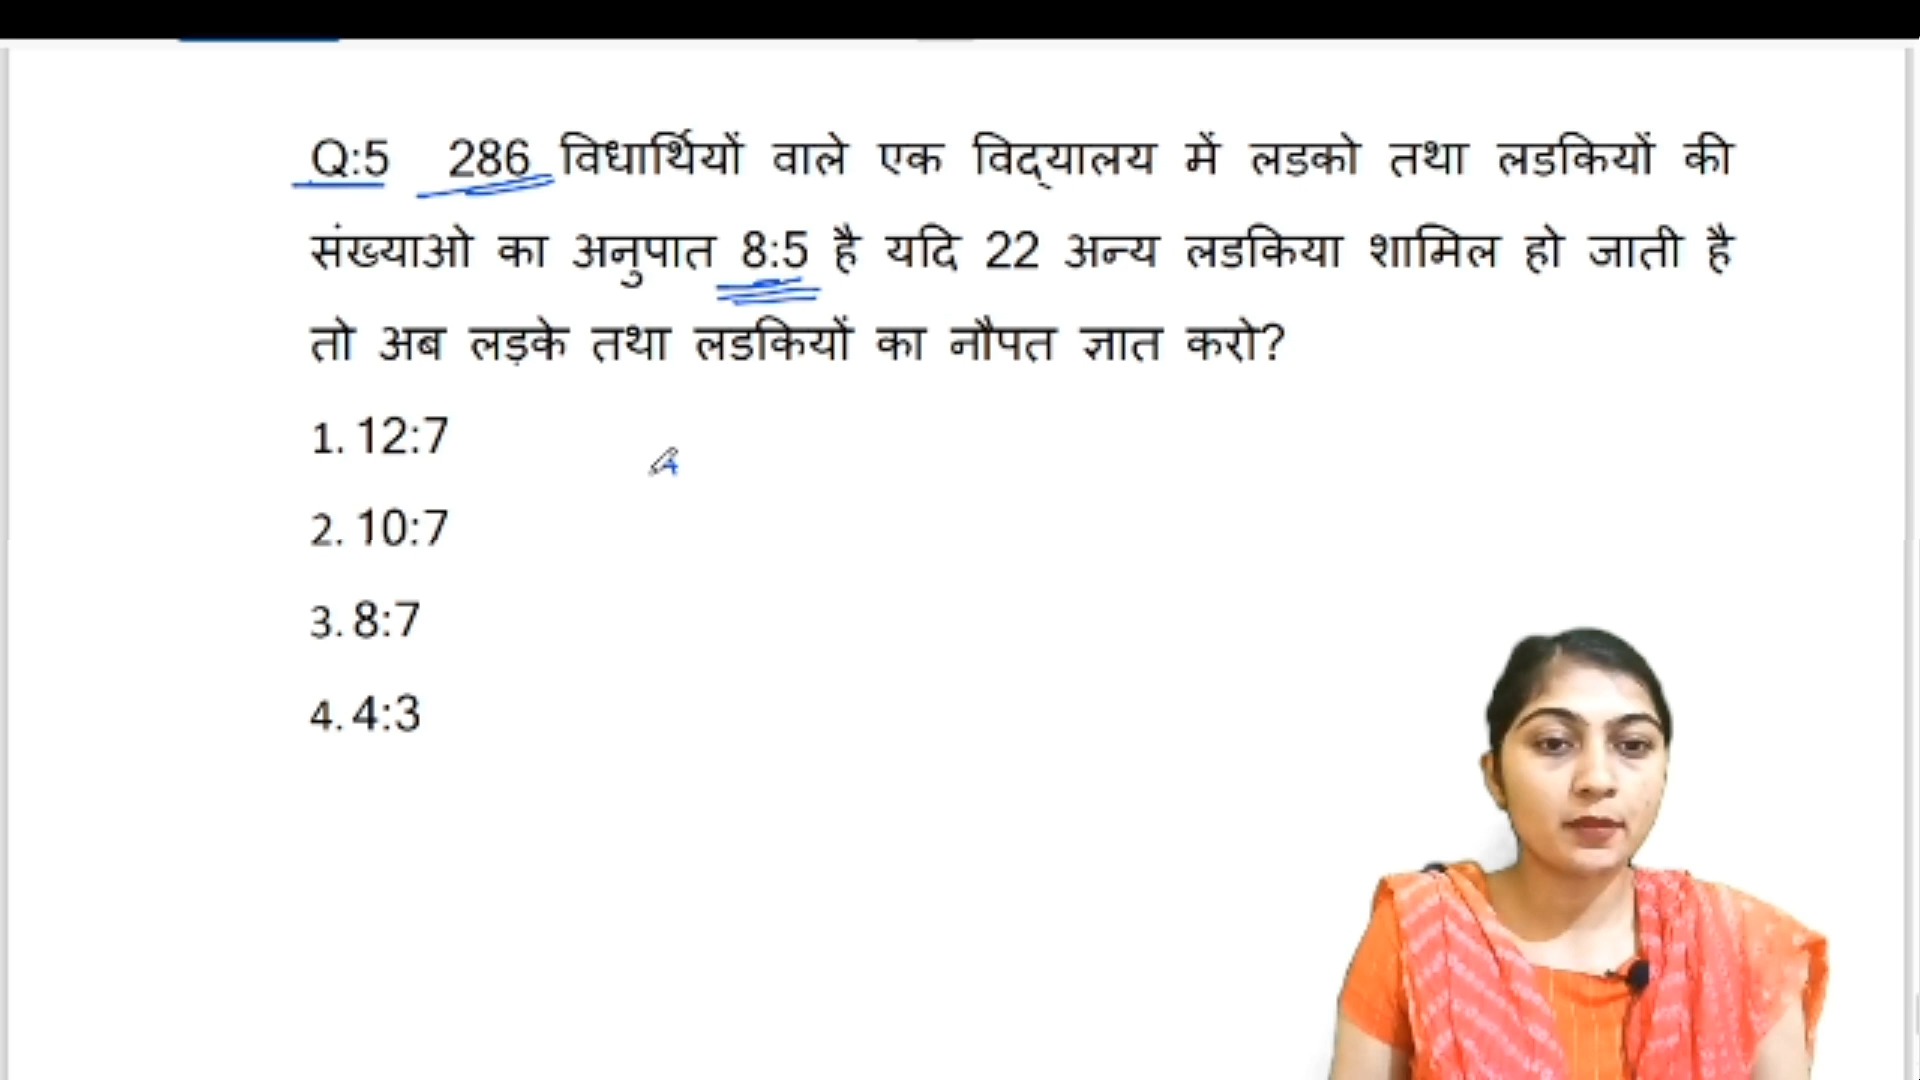 Q:5 286 विधार्थियों वाले एक विद्यालय में लडको तथा लडकियों की
संख्याओ का अनुपात 8:5 है यदि 22 अन्य लडकिया शामिल हो जाती है
तो अब लड़के तथा लडकियों का नौपत ज्ञात करो?
1. 12:7
2. 10:7
3. 8:7
4. 4:3